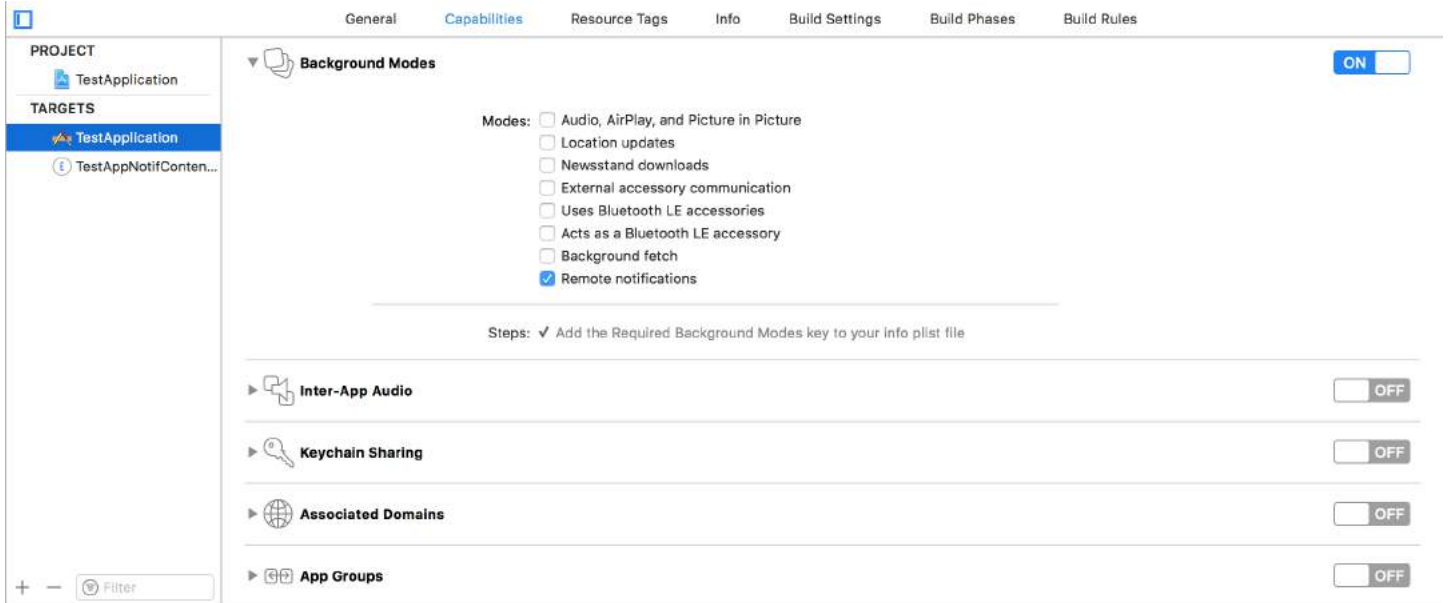 General Capabilities Resource Tags Info Build Settings Build Phases Build Rules
PROJECT
TestApplication
TARGETS
TestApplication
E TestAppNotifConten...
Filter
Background Modes ON
Modes: Audio, AirPlay, and Picture in Picture
Location updates
Newsstand downloads
External accessory communication
Uses Bluetooth LE accessories
Acts as a Bluetooth LE accessory
Background fetch
Remote notifications
Steps: ✓ Add the Required Background Modes key to your info plist file
Inter-App Audio OFF
Keychain Sharing OFF
Associated Domains OFF
App Groups OFF